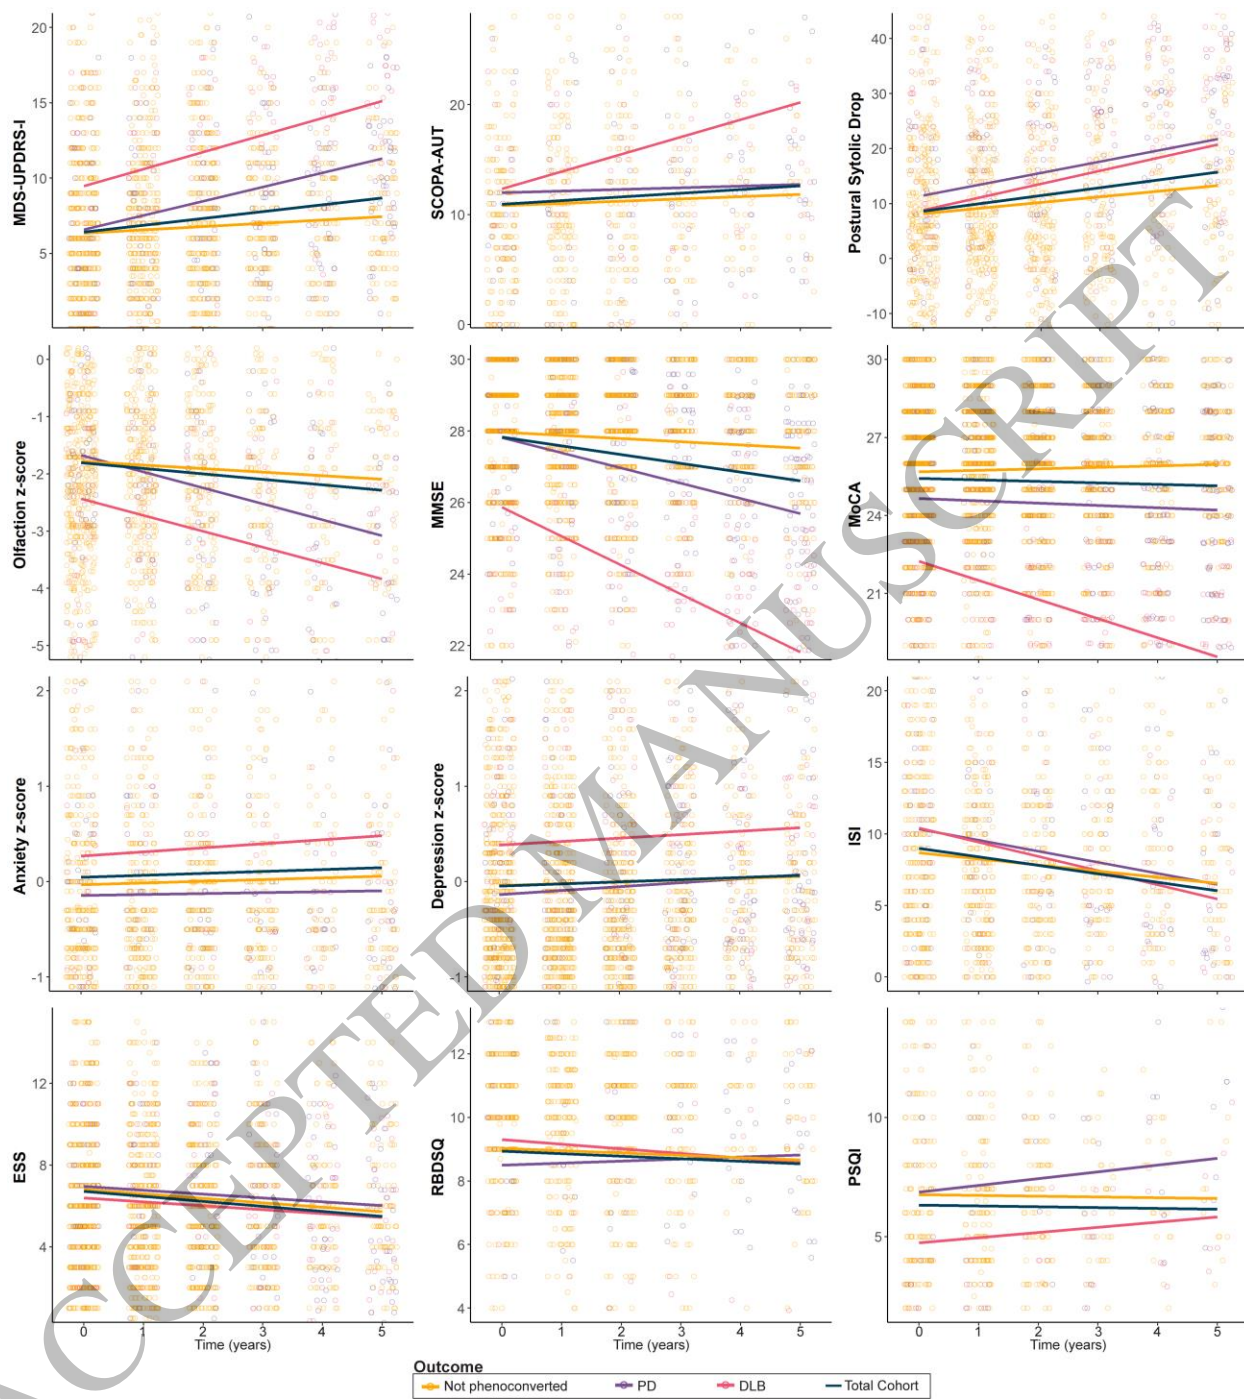 MDS-UPDRS-I
20
15
10
5
SCOPA-AUT
20
10
0
Postural Sytolic Drop
40
30
20
10
0
-10
Olfaction z-score
0
-1
-2
-3
-4
-5
MMSE
30
28
26
24
22
MoCA
30
27
24
21
Anxiety z-score
2
1
0
-1
Depression z-score
2
1
0
-1
ISI
20
15
10
5
0
ESS
12
8
4
0 1 2 3 4 5
Time (years)
RBDSQ
12
10
8
6
4
0 1 2 3 4 5
Time (years)
PSQI
10
5
0 1 2 3 4 5
Time (years)
Outcome
Not phenoconverted PD DLB Total Cohort
ACCEPTED MANUSCRIPT